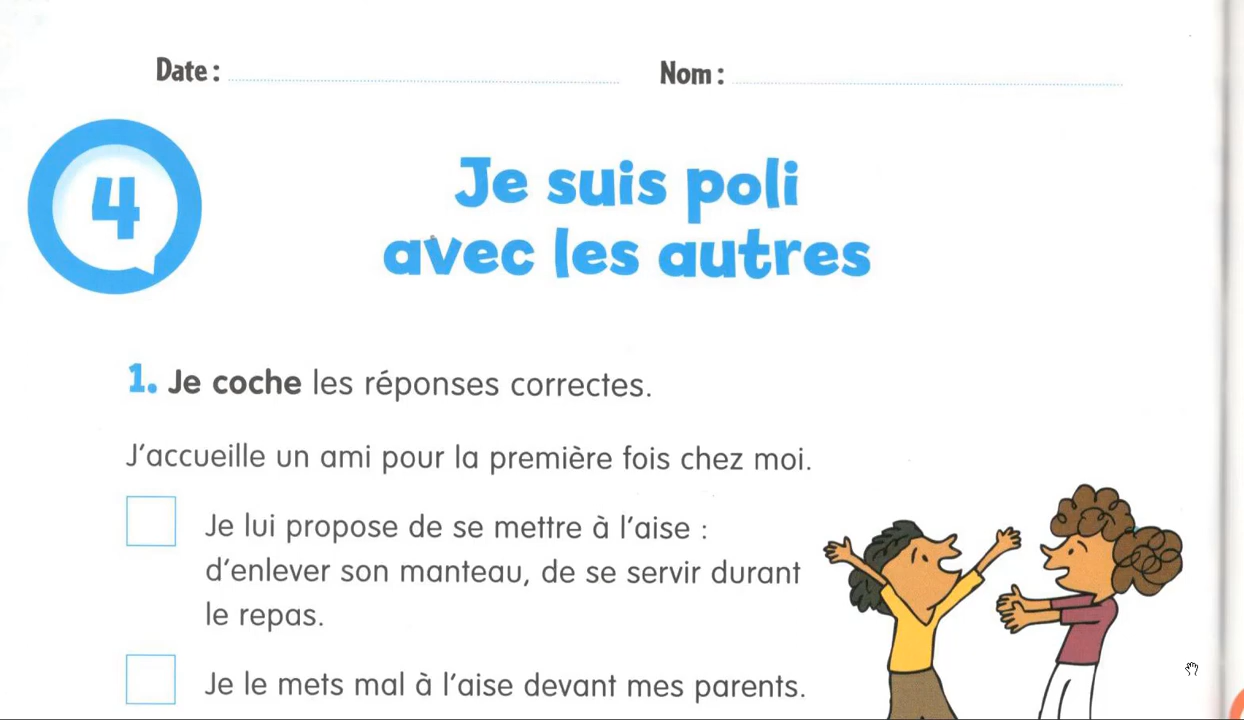 Date :
Nom :
4
Je suis poli
avec les autres
1. Je coche les réponses correctes.
J'accueille un ami pour la première fois chez moi.
Je lui propose de se mettre à l'aise :
d'enlever son manteau, de se servir durant
le repas.
Je le mets mal à l'aise devant mes parents.